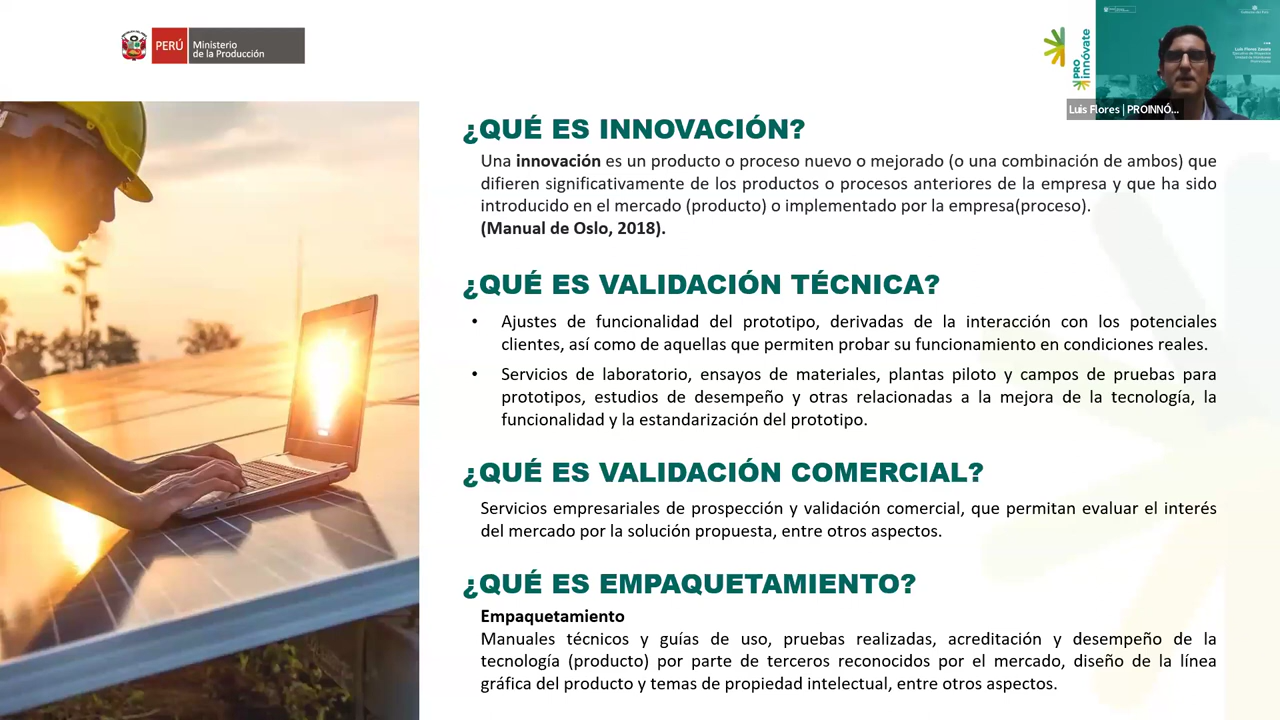 PERÚ
Ministerio
de la Producción
PRO
innóvate
Luis Flores | PROINNÓ...
¿QUÉ ES INNOVACIÓN?
Una innovación es un producto o proceso nuevo o mejorado (o una combinación de ambos) que
difieren significativamente de los productos o procesos anteriores de la empresa y que ha sido
introducido en el mercado (producto) o implementado por la empresa(proceso).
(Manual de Oslo, 2018).
¿QUÉ ES VALIDACIÓN TÉCNICA?
• Ajustes de funcionalidad del prototipo, derivadas de la interacción con los potenciales
clientes, así como de aquellas que permiten probar su funcionamiento en condiciones reales.
• Servicios de laboratorio, ensayos de materiales, plantas piloto y campos de pruebas para
prototipos, estudios de desempeño y otras relacionadas a la mejora de la tecnología, la
funcionalidad y la estandarización del prototipo.
¿QUÉ ES VALIDACIÓN COMERCIAL?
Servicios empresariales de prospección y validación comercial, que permitan evaluar el interés
del mercado por la solución propuesta, entre otros aspectos.
¿QUÉ ES EMPAQUETAMIENTO?
Empaquetamiento
Manuales técnicos y guías de uso, pruebas realizadas, acreditación y desempeño de la
tecnología (producto) por parte de terceros reconocidos por el mercado, diseño de la línea
gráfica del producto y temas de propiedad intelectual, entre otros aspectos.